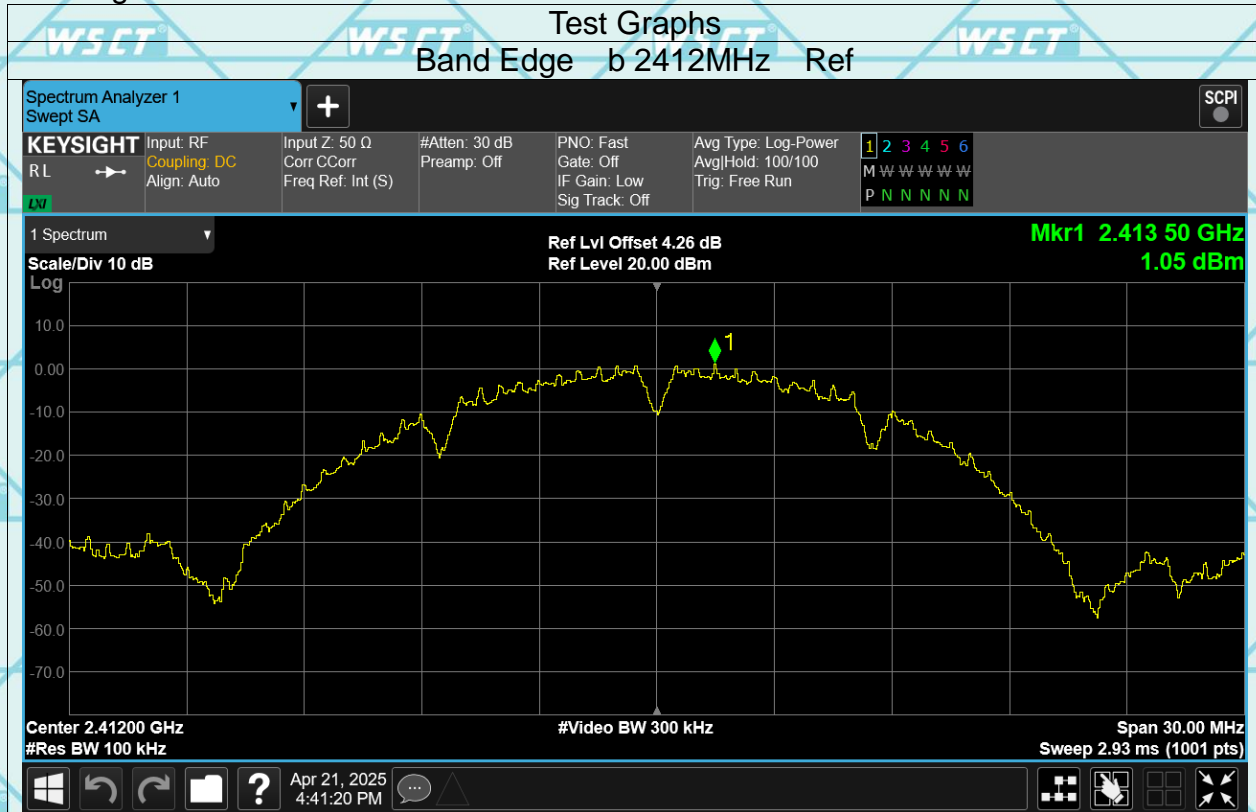 Test Graphs
WSCT® WSCT® WSCT®
Band Edge b 2412MHz Ref
Spectrum Analyzer 1
Swept SA
+
SCPI
KEYSIGHT
RL
LXI
Input: RF
Coupling: DC
Align: Auto
Input Z: 50 Ω
Corr CCorr
Freq Ref: Int (S)
#Atten: 30 dB
Preamp: Off
PNO: Fast
Gate: Off
IF Gain: Low
Sig Track: Off
Avg Type: Log-Power
Avg|Hold: 100/100
Trig: Free Run
1 2 3 4 5 6
M W W W W W
P N N N N N
1 Spectrum
Scale/Div 10 dB
Ref Lvl Offset 4.26 dB
Ref Level 20.00 dBm
Mkr1 2.413 50 GHz
1.05 dBm
Log
10.0
1
0.00
-10.0
-20.0
-30.0
-40.0
-50.0
-60.0
-70.0
Center 2.41200 GHz
#Res BW 100 kHz
#Video BW 300 kHz
Span 30.00 MHz
Sweep 2.93 ms (1001 pts)
?
Apr 21, 2025
4:41:20 PM